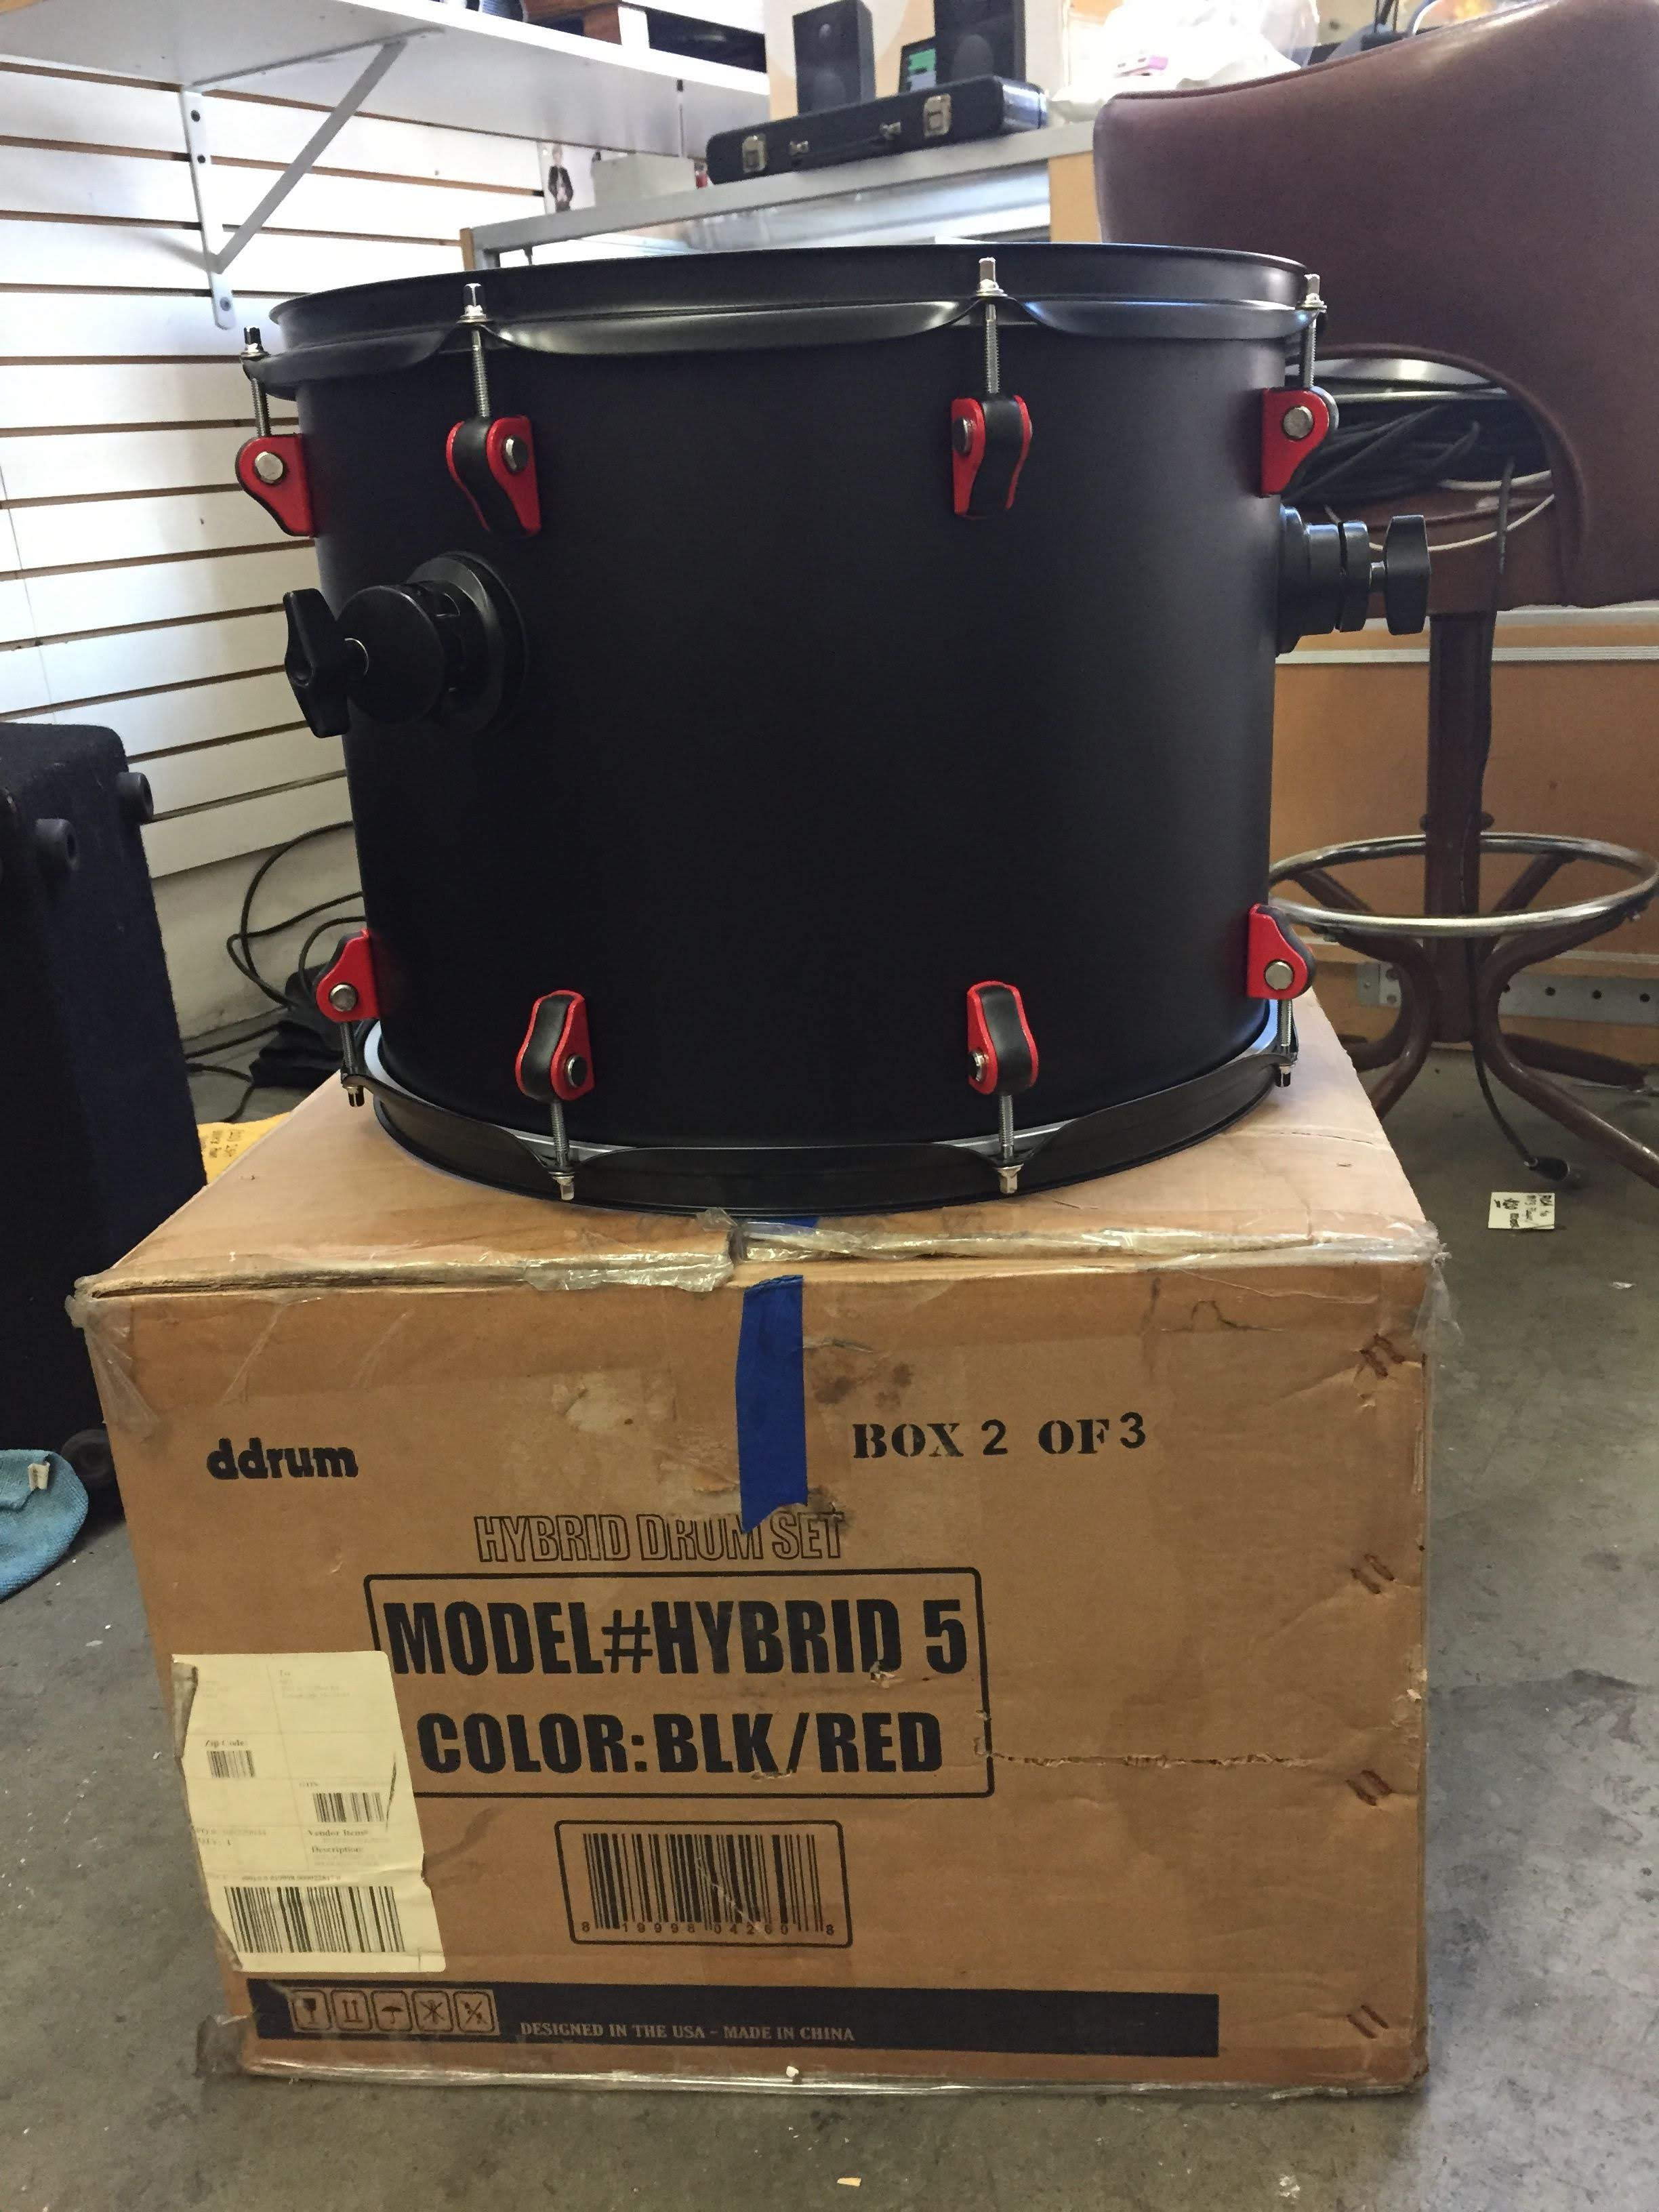 ddrum
BOX 2 OF 3
HYBRID DRUM SET
MODEL#HYBRID 5
COLOR:BLK/RED
Zip Code:
Vendor Item#:
Description:
8 19998 04260 8
DESIGNED IN THE USA - MADE IN CHINA